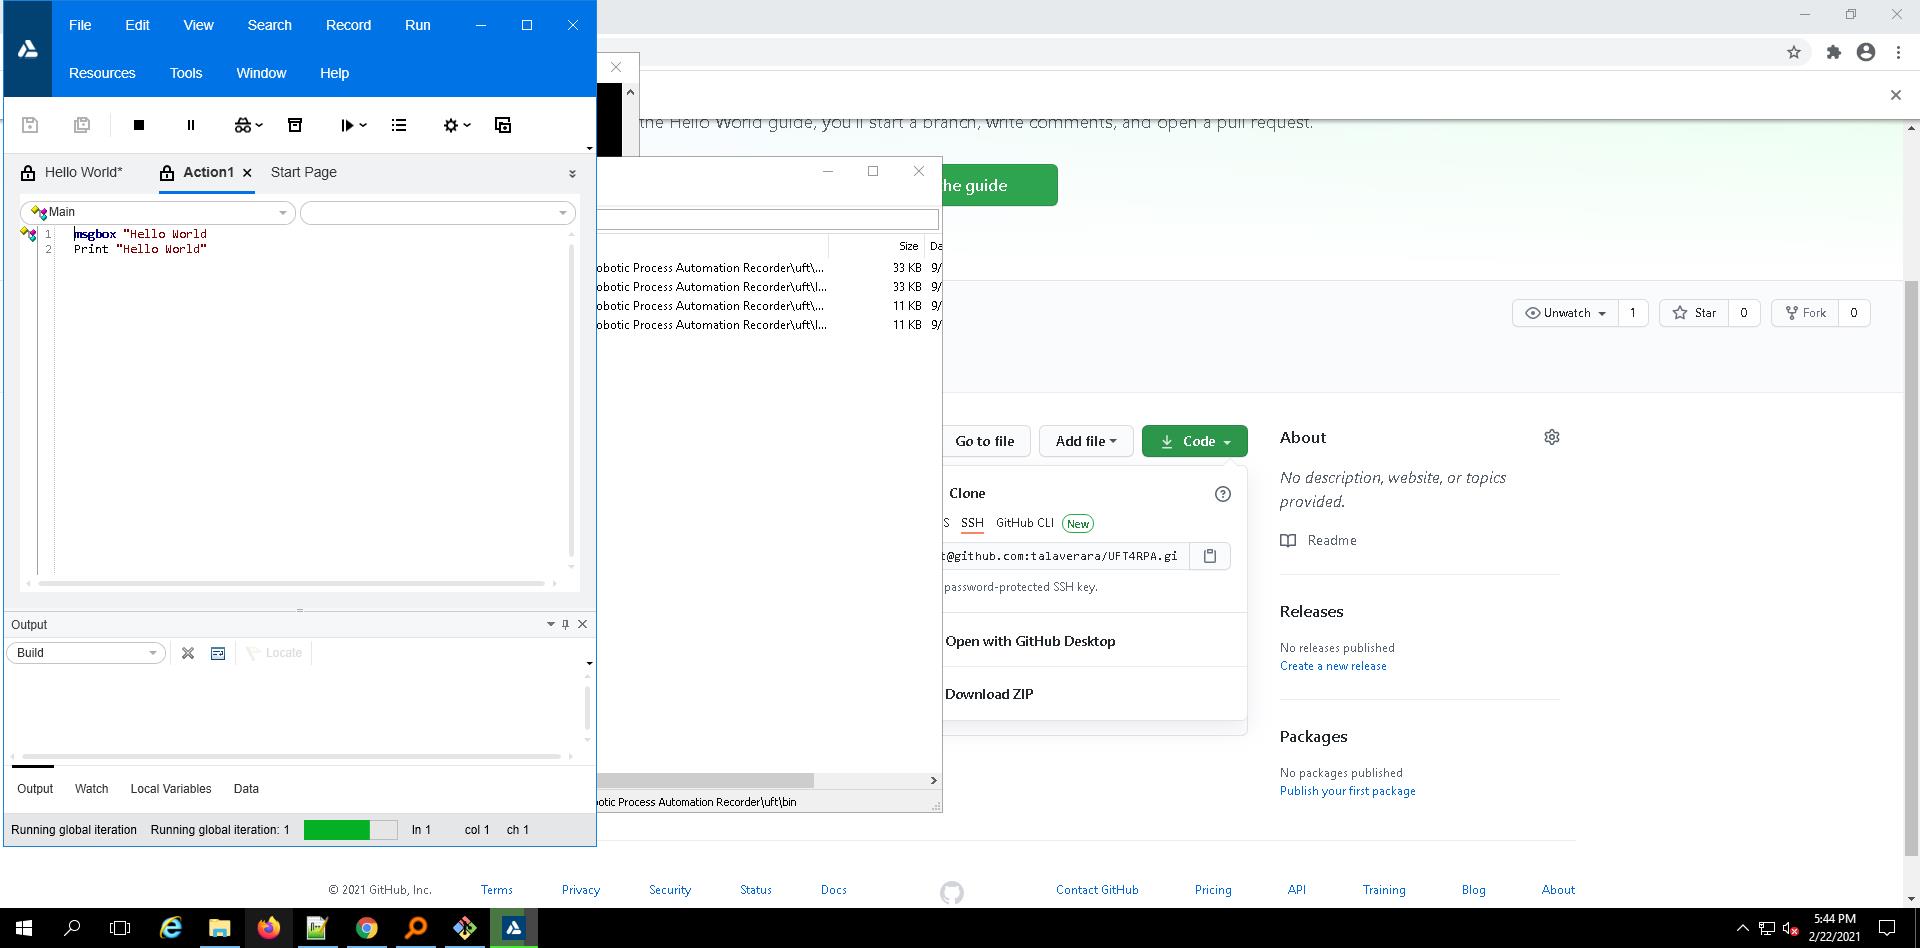 File Edit View Search Record Run
Resources Tools Window Help
Hello World* Action1 Start Page
Main
1 msgbox "Hello World
2 Print "Hello World"
Output
Build Locate
Output Watch Local Variables Data
Running global iteration Running global iteration: 1 ln 1 col 1 ch 1
Size Da
obotic Process Automation Recorder\uft\... 33 KB 9/
obotic Process Automation Recorder\uft\l... 33 KB 9/
obotic Process Automation Recorder\uft\... 11 KB 9/
obotic Process Automation Recorder\uft\l... 11 KB 9/
botic Process Automation Recorder\uft\bin
the Hello World guide, you'll start a branch, write comments, and open a pull request.
he guide
Unwatch 1 Star 0 Fork 0
Go to file Add file Code
Clone
S SSH GitHub CLI New
t@github.com:talaverara/UFT4RPA.gi
password-protected SSH key.
Open with GitHub Desktop
Download ZIP
About
No description, website, or topics
provided.
Readme
Releases
No releases published
Create a new release
Packages
No packages published
Publish your first package
© 2021 GitHub, Inc. Terms Privacy Security Status Docs Contact GitHub Pricing API Training Blog About
5:44 PM
2/22/2021